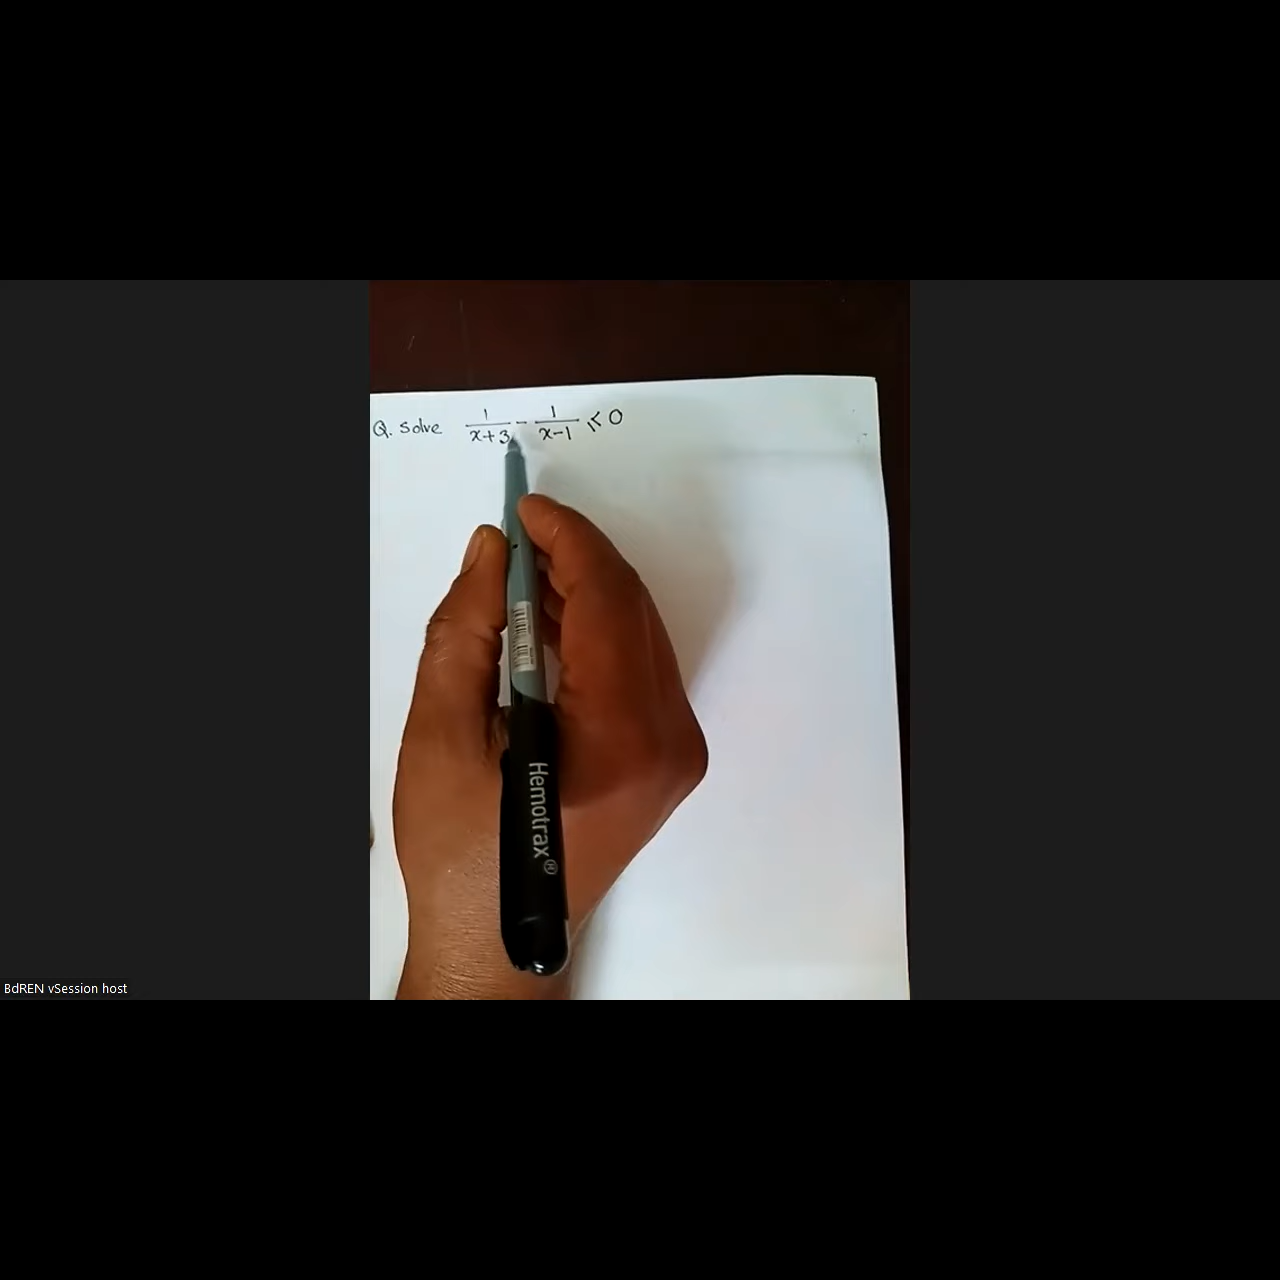 Q. Solve 1/(x+3) - 1/(x-1) ⩽ 0
Hemotrax®
BdREN vSession host